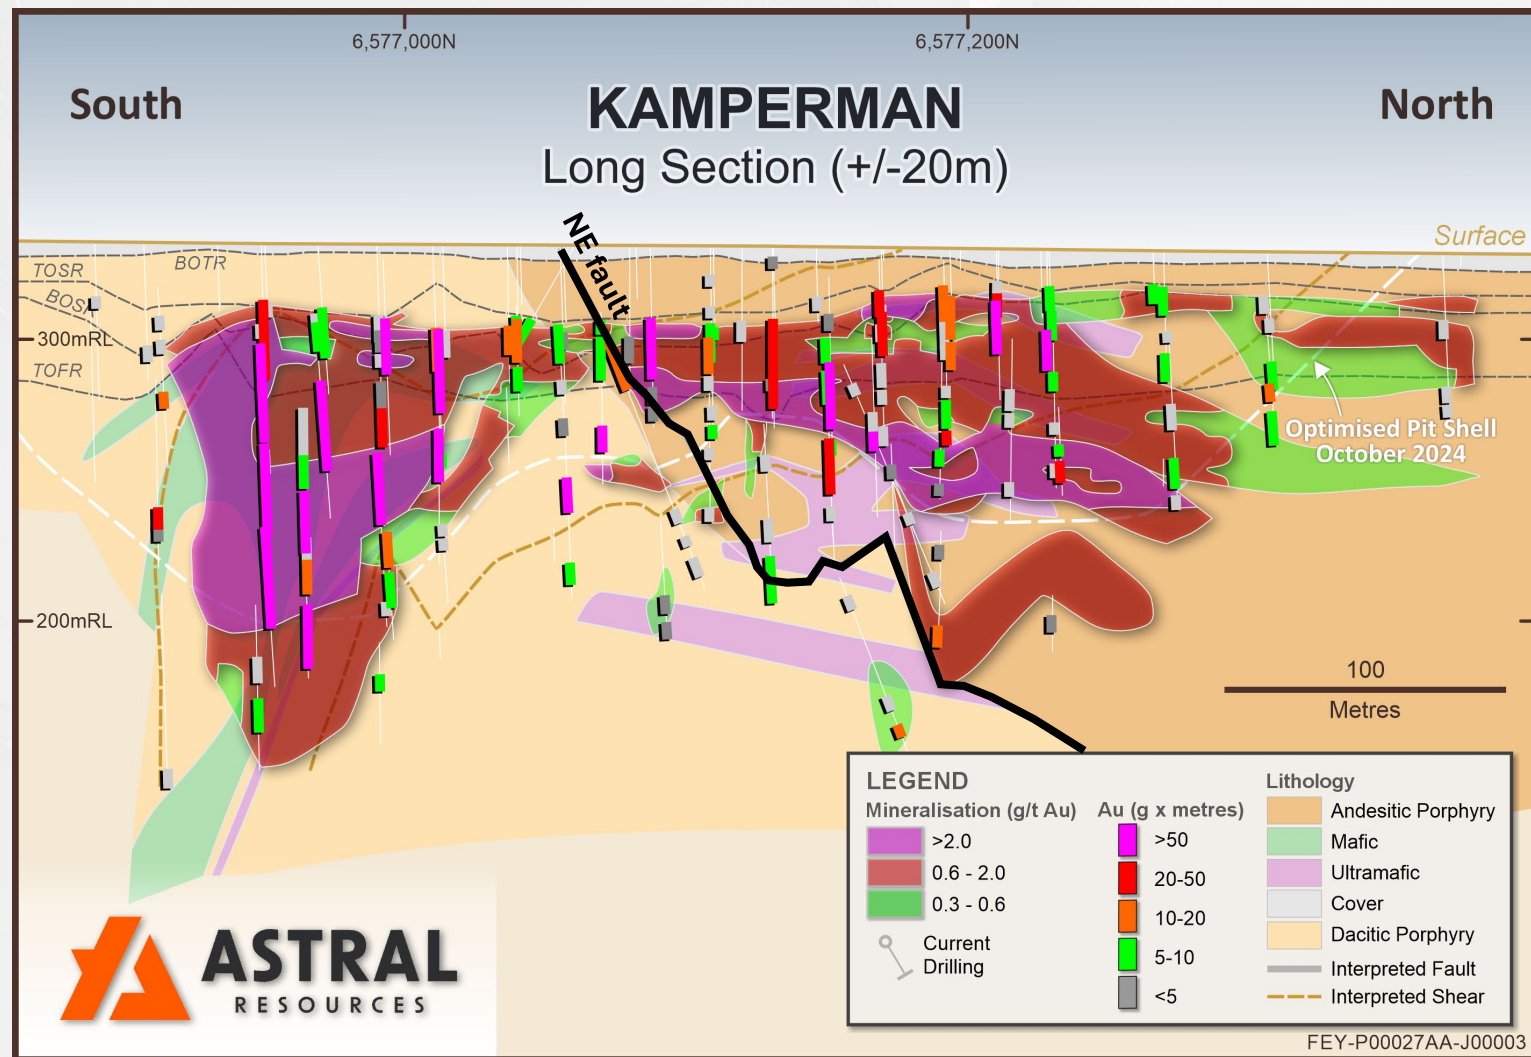 6,577,000N
6,577,200N
South
KAMPERMAN
North
Long Section (+/-20m)
NE fault
Surface
TOSR
BOTR
BOSR
300mRL
TOFR
Optimised Pit Shell
October 2024
200mRL
100
Metres
LEGEND
Mineralisation (g/t Au)
>2.0
0.6 - 2.0
0.3 - 0.6
Current
Drilling
Au (g x metres)
>50
20-50
10-20
5-10
<5
Lithology
Andesitic Porphyry
Mafic
Ultramafic
Cover
Dacitic Porphyry
Interpreted Fault
Interpreted Shear
ASTRAL
RESOURCES
FEY-P00027AA-J00003